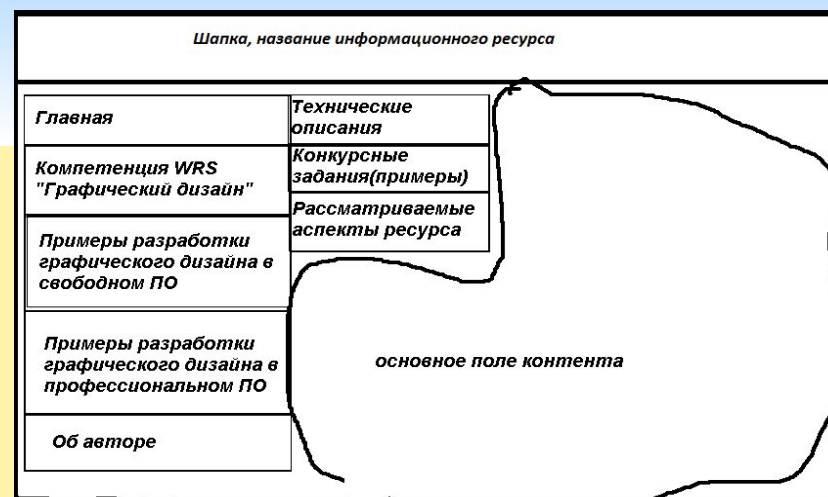 Шапка, название информационного ресурса
Главная
Компетенция WRS
"Графический дизайн"
Примеры разработки
графического дизайна в
свободном ПО
Примеры разработки
графического дизайна в
профессиональном ПО
Об авторе
Технические
описания
Конкурсные
задания(примеры)
Рассматриваемые
аспекты ресурса
основное поле контента